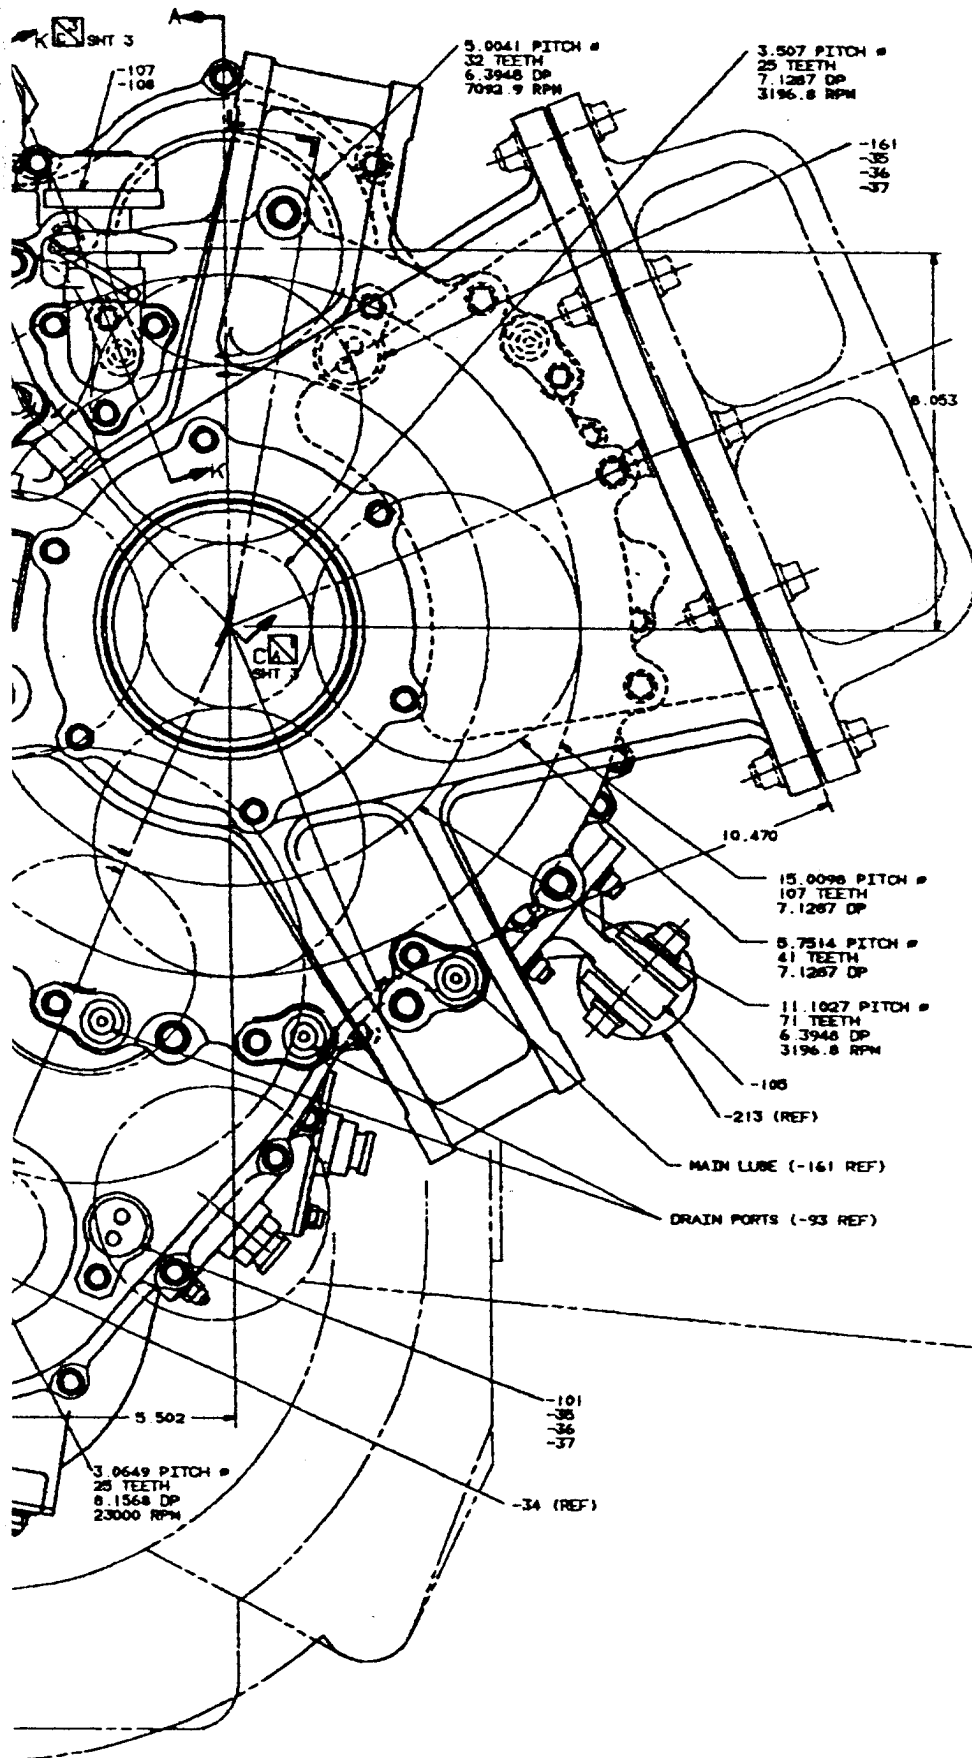 A
K
SHT 3
-107
-108
5.0041 PITCH ⌀
32 TEETH
6.3948 DP
7092.9 RPM
3.507 PITCH ⌀
25 TEETH
7.1287 DP
3196.8 RPM
-161
-35
-36
-37
8.053
K
C
SHT 3
10.470
15.0098 PITCH ⌀
107 TEETH
7.1287 DP
5.7514 PITCH ⌀
41 TEETH
7.1287 DP
11.1027 PITCH ⌀
71 TEETH
6.3948 DP
3196.8 RPM
-105
-213 (REF)
MAIN LUBE (-161 REF)
DRAIN PORTS (-93 REF)
5.502
-101
-35
-36
-37
3.0649 PITCH ⌀
25 TEETH
8.1568 DP
23000 RPM
-34 (REF)